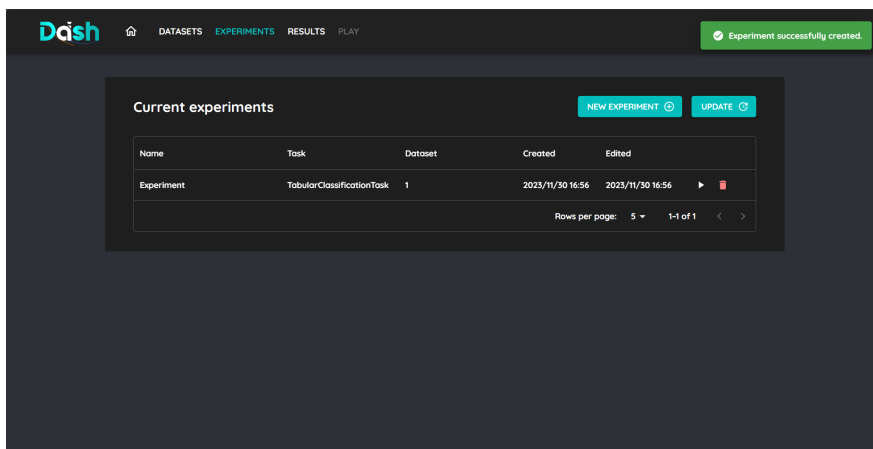 Dash
DATASETS EXPERIMENTS RESULTS PLAY
Experiment successfully created.
Current experiments
NEW EXPERIMENT UPDATE
Name Task Dataset Created Edited
Experiment TabularClassificationTask 1 2023/11/30 16:56 2023/11/30 16:56
Rows per page: 5 1-1 of 1